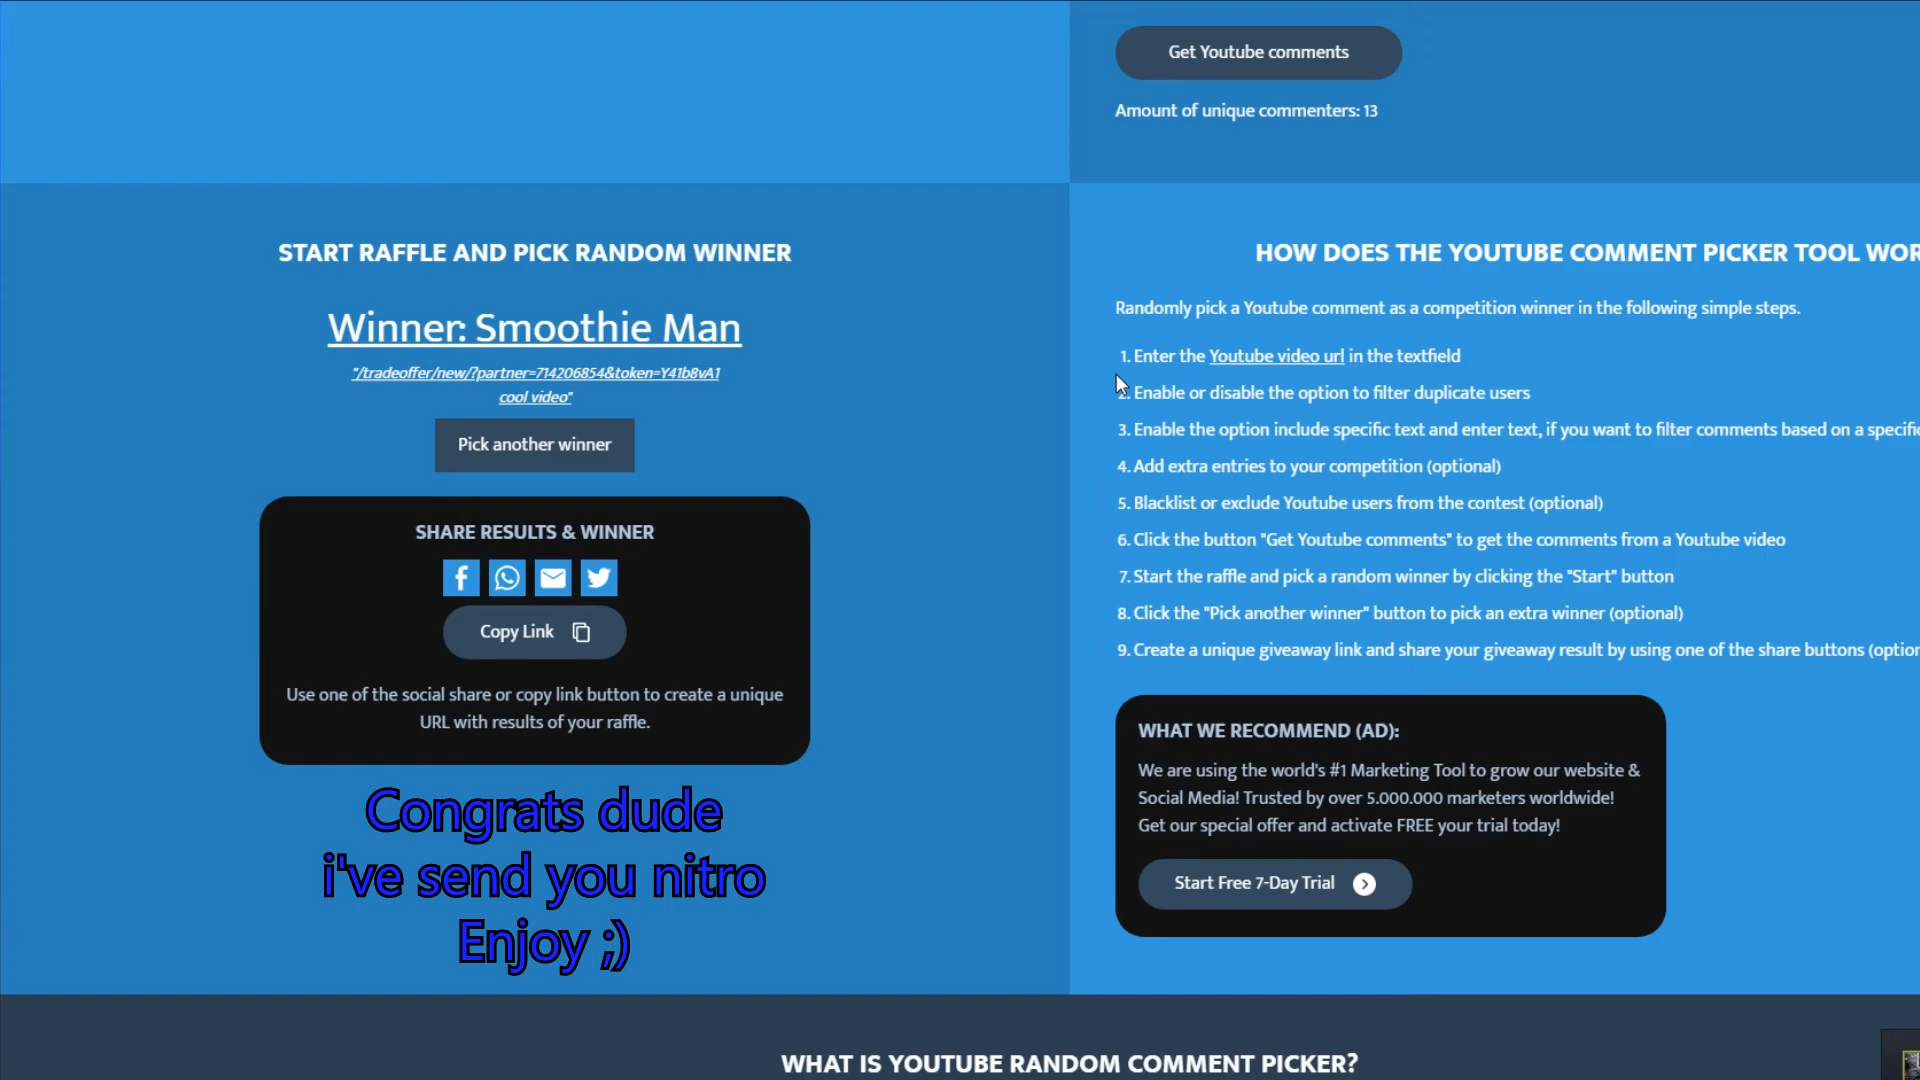 Get Youtube comments
Amount of unique commenters: 13
START RAFFLE AND PICK RANDOM WINNER
Winner: Smoothie Man
"/tradeoffer/new/?partner=714206854&token=Y41b8vA1
cool video"
Pick another winner
SHARE RESULTS & WINNER
Copy Link
Use one of the social share or copy link button to create a unique
URL with results of your raffle.
Congrats dude
i've send you nitro
Enjoy ;)
HOW DOES THE YOUTUBE COMMENT PICKER TOOL WOR
Randomly pick a Youtube comment as a competition winner in the following simple steps.
1. Enter the Youtube video url in the textfield
2. Enable or disable the option to filter duplicate users
3. Enable the option include specific text and enter text, if you want to filter comments based on a specific
4. Add extra entries to your competition (optional)
5. Blacklist or exclude Youtube users from the contest (optional)
6. Click the button "Get Youtube comments" to get the comments from a Youtube video
7. Start the raffle and pick a random winner by clicking the "Start" button
8. Click the "Pick another winner" button to pick an extra winner (optional)
9. Create a unique giveaway link and share your giveaway result by using one of the share buttons (option
WHAT WE RECOMMEND (AD):
We are using the world's #1 Marketing Tool to grow our website &
Social Media! Trusted by over 5.000.000 marketers worldwide!
Get our special offer and activate FREE your trial today!
Start Free 7-Day Trial
WHAT IS YOUTUBE RANDOM COMMENT PICKER?